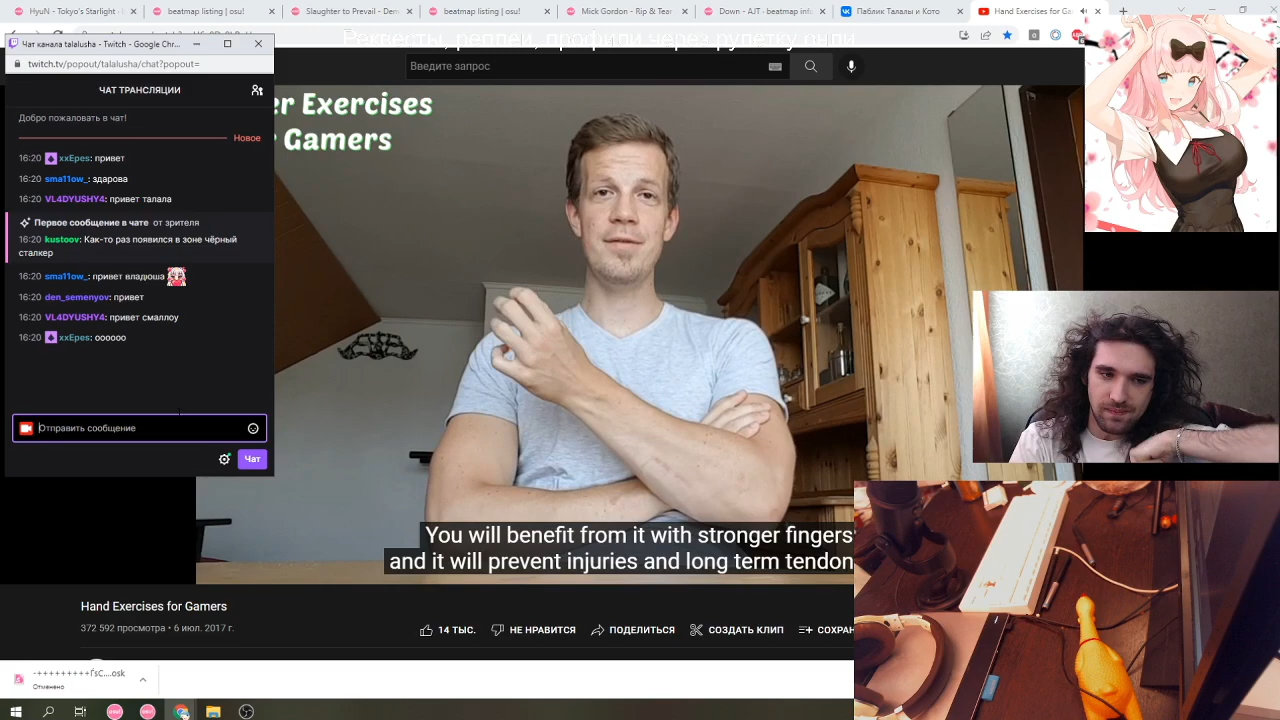 HyuN - Tokyo's Starlig
beatmap listing | osu!
Slaughter to Prevail - Dem
beatmap listing | osu!
Mick Gordon - Rip & Tear
Down - SAJT - beatmap info
Паблик Талалы и Кото
Hand Exercises
Реквесты, реплеи, профили через рулетку онли
Чат канала talalusha - Twitch - Google Chr...
twitch.tv/popout/talalusha/chat?popout=
Введите запрос
ЧАТ ТРАНСЛЯЦИИ
er Exercises
Gamers
Добро пожаловать в чат!
Новое
16:20 xxEpes: привет
16:20 sma11ow_: здарова
16:20 VL4DYUSHY4: привет талала
Первое сообщение в чате от зрителя
16:20 kustoov: Как-то раз появился в зоне чёрный
сталкер
16:20 sma11ow_: привет владюша
16:20 den_semenyov: привет
16:20 VL4DYUSHY4: привет смаллоу
16:20 xxEpes: оооооо
Отправить сообщение
Чат
You will benefit from it with stronger fingers
and it will prevent injuries and long term tendon
Hand Exercises for Gamers
372 592 просмотра • 6 июл. 2017 г.
14 ТЫС.
НЕ НРАВИТСЯ
ПОДЕЛИТЬСЯ
СОЗДАТЬ КЛИП
СОХРАН
-+++++++++ГsС....osk
Отменено